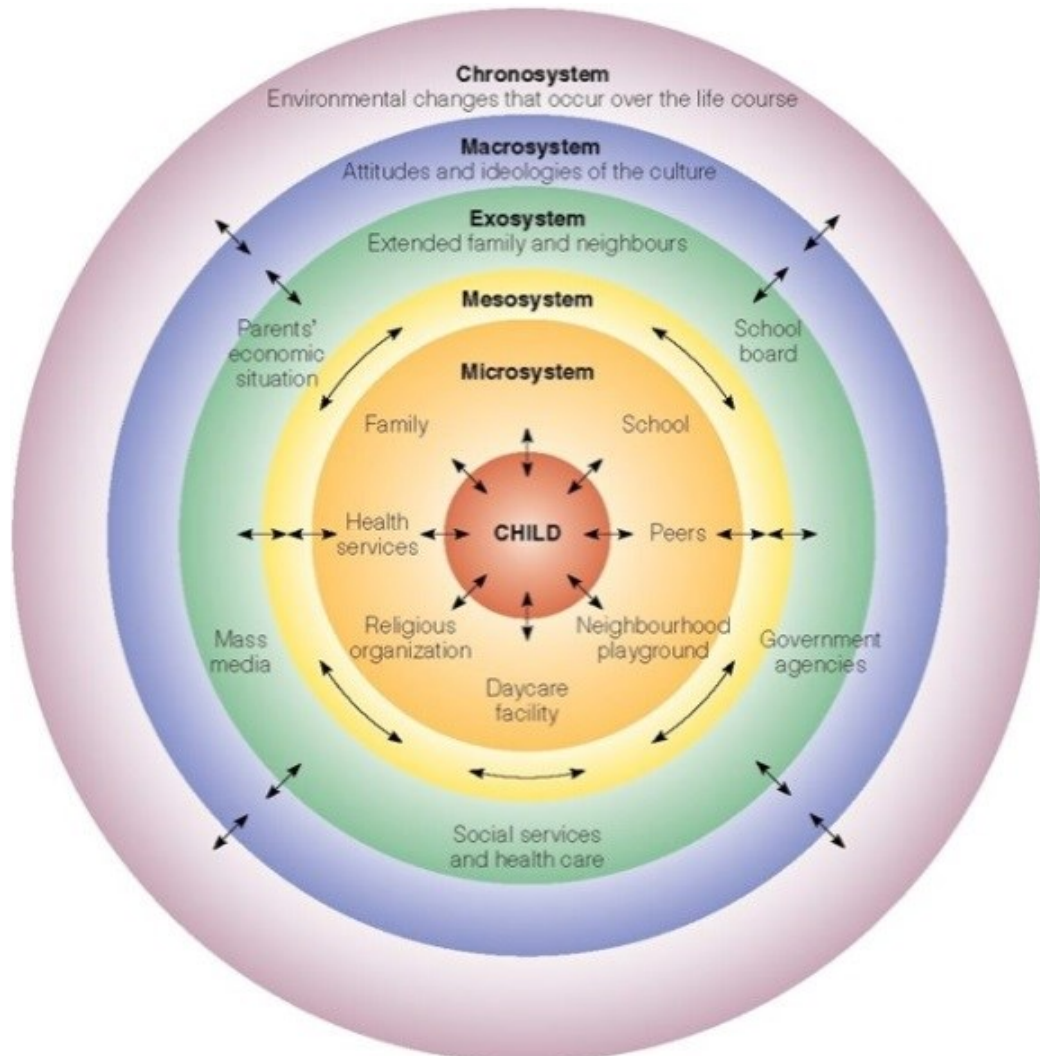 Chronosystem
Environmental changes that occur over the life course
Macrosystem
Attitudes and ideologies of the culture
Exosystem
Extended family and neighbours
Mesosystem
Parents'
economic
situation
School
board
Microsystem
Family
School
Health
services
CHILD
Peers
Religious
organization
Neighbourhood
playground
Mass
media
Government
agencies
Daycare
facility
Social services
and health care